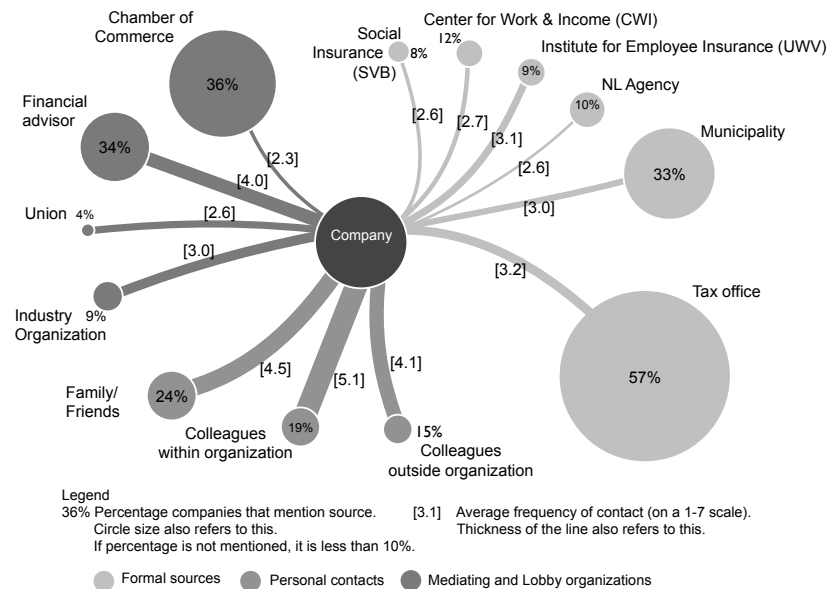 Chamber of
Commerce
36%
Social
Insurance
(SVB)
8%
Center for Work & Income (CWI)
12%
Institute for Employee Insurance (UWV)
9%
NL Agency
10%
Financial
advisor
34%
Municipality
33%
[2.3]
[4.0]
[2.6]
[2.7]
[3.1]
[2.6]
[3.0]
Union 4%
[2.6]
[3.0]
Company
[3.2]
Tax office
57%
Industry 9%
Organization
Family/
Friends
24%
[4.5]
[5.1]
[4.1]
19%
Colleagues
within organization
15%
Colleagues
outside organization
Legend
36% Percentage companies that mention source.
Circle size also refers to this.
If percentage is not mentioned, it is less than 10%.
[3.1] Average frequency of contact (on a 1-7 scale).
Thickness of the line also refers to this.
Formal sources
Personal contacts
Mediating and Lobby organizations